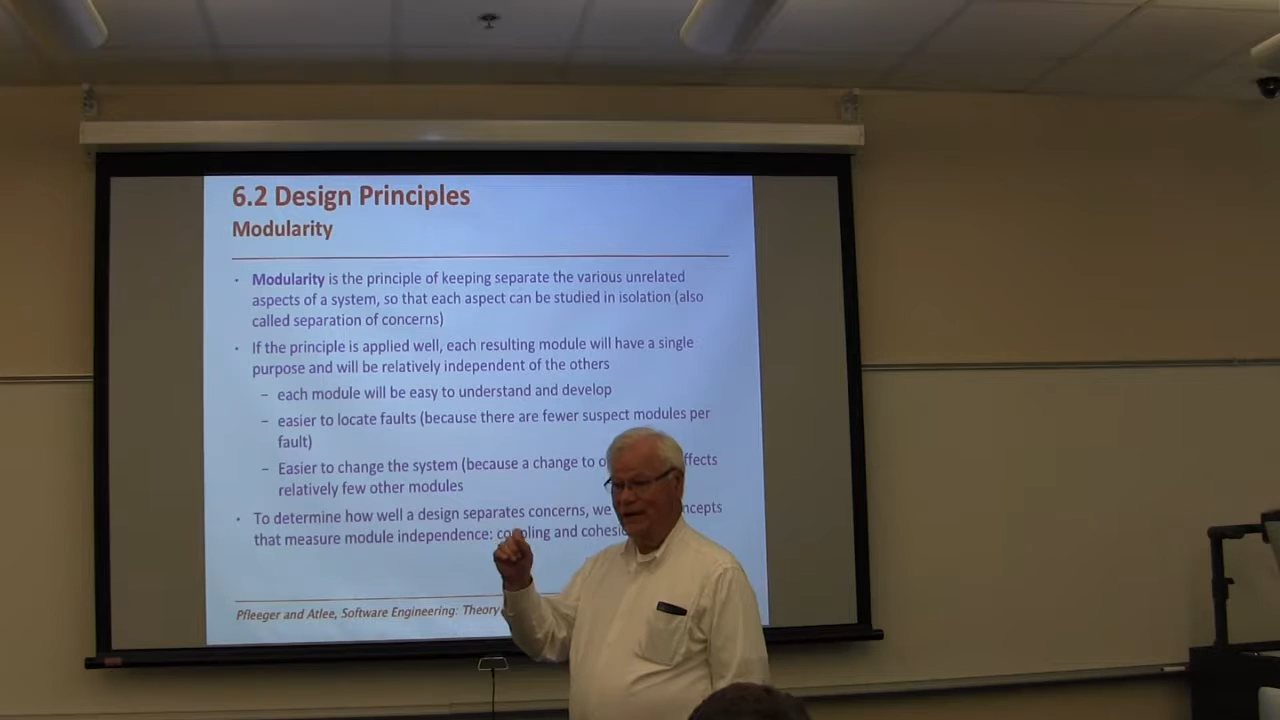 6.2 Design Principles
Modularity
• Modularity is the principle of keeping separate the various unrelated
aspects of a system, so that each aspect can be studied in isolation (also
called separation of concerns)
• If the principle is applied well, each resulting module will have a single
purpose and will be relatively independent of the others
– each module will be easy to understand and develop
– easier to locate faults (because there are fewer suspect modules per
fault)
– Easier to change the system (because a change to
relatively few other modules
• To determine how well a design separates concerns, we
that measure module independence: coupling and
Pfleeger and Atlee, Software Engineering: Theory